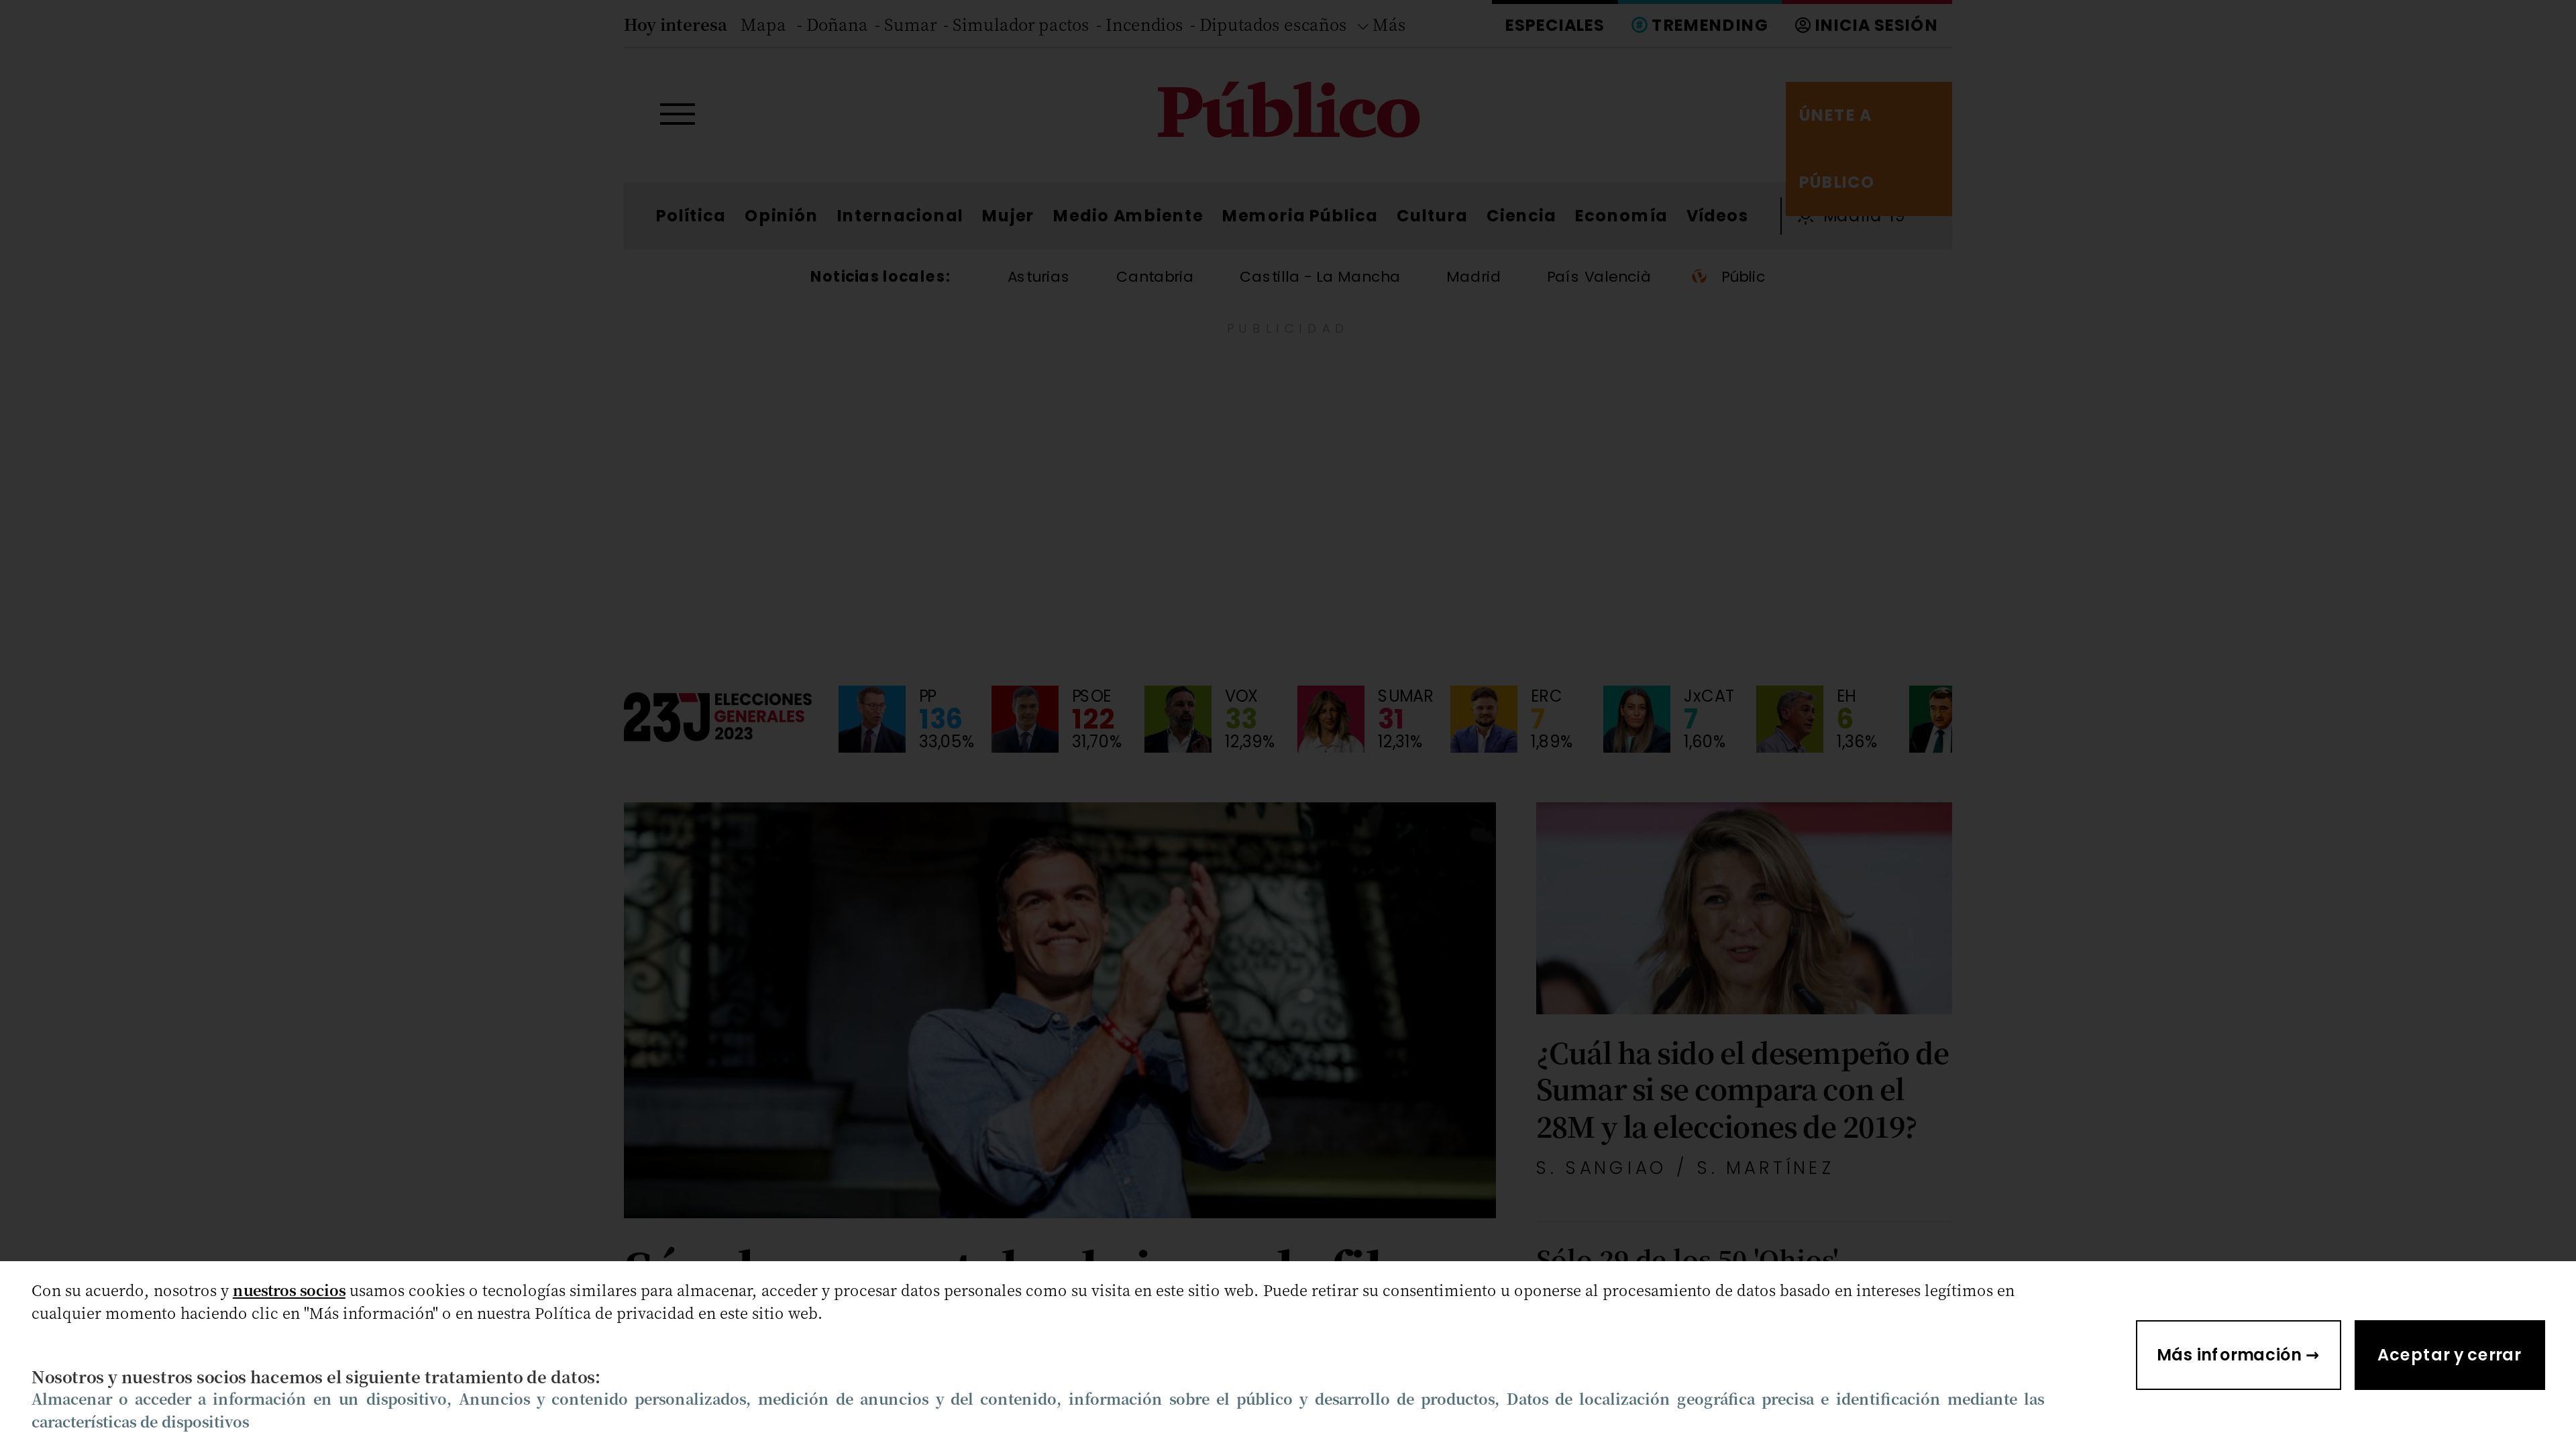 Hoy interesa Mapa - Doñana - Sumar - Simulador pactos - Incendios - Diputados escaños Más
ESPECIALES TREMENDING INICIA SESIÓN
Público
ÚNETE A
PÚBLICO
Política Opinión Internacional Mujer Medio Ambiente Memoria Pública Cultura Ciencia Economía Vídeos
Noticias locales: Asturias Cantabria Castilla - La Mancha Madrid País Valencià Públic
PUBLICIDAD
23J ELECCIONES
GENERALES
2023
PP
136
33,05%
PSOE
122
31,70%
VOX
33
12,39%
SUMAR
31
12,31%
ERC
7
1,89%
JxCAT
7
1,60%
EH
6
1,36%
¿Cuál ha sido el desempeño de
Sumar si se compara con el
28M y la elecciones de 2019?
S. SANGIAO / S. MARTÍNEZ
Sólo 29 de los 50 'Ohios'
Con su acuerdo, nosotros y nuestros socios usamos cookies o tecnologías similares para almacenar, acceder y procesar datos personales como su visita en este sitio web. Puede retirar su consentimiento u oponerse al procesamiento de datos basado en intereses legítimos en
cualquier momento haciendo clic en "Más información" o en nuestra Política de privacidad en este sitio web.
Nosotros y nuestros socios hacemos el siguiente tratamiento de datos:
Almacenar o acceder a información en un dispositivo, Anuncios y contenido personalizados, medición de anuncios y del contenido, información sobre el público y desarrollo de productos, Datos de localización geográfica precisa e identificación mediante las
características de dispositivos
Más información →
Aceptar y cerrar